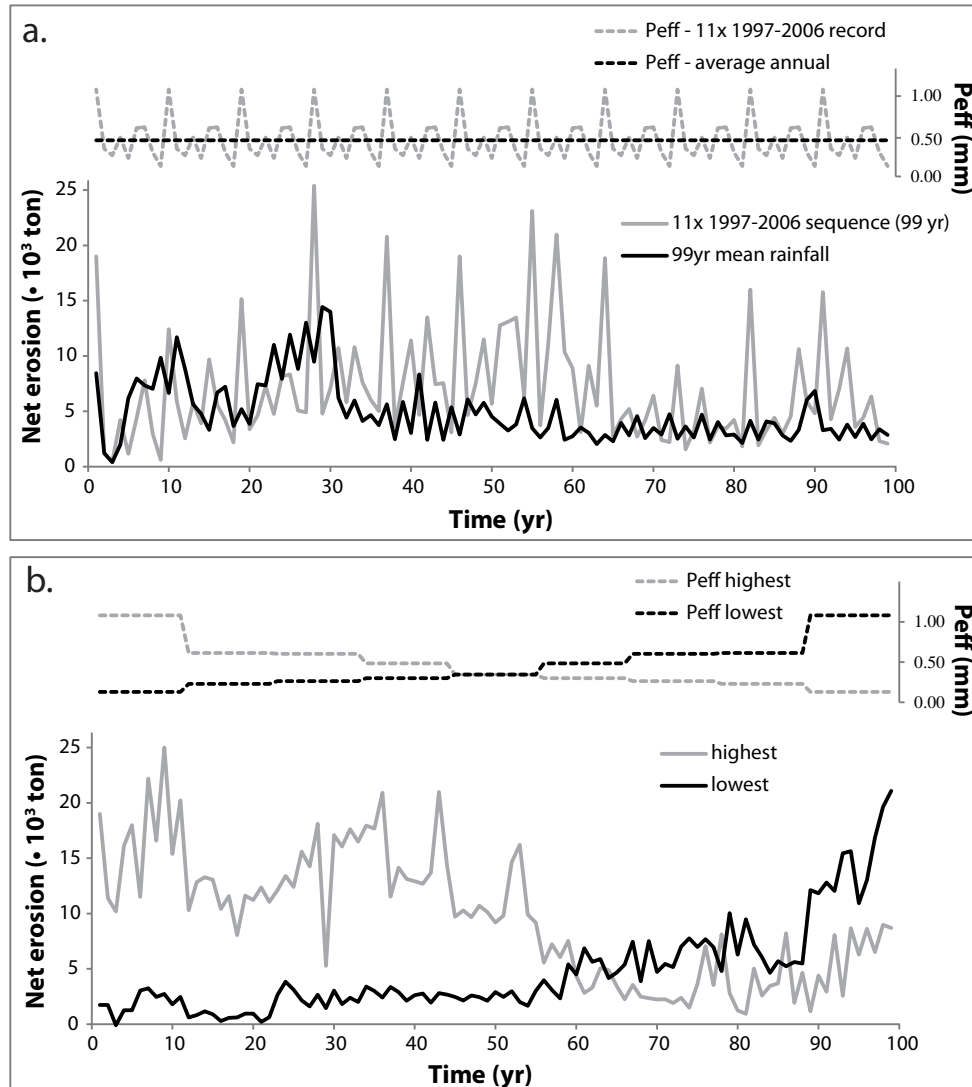 a.
Peff - 11x 1997-2006 record
Peff - average annual
1.00
0.50
0.00
Peff (mm)
25
20
15
10
5
0
Net erosion (• 10³ ton)
11x 1997-2006 sequence (99 yr)
99yr mean rainfall
0 10 20 30 40 50 60 70 80 90 100
Time (yr)
b.
Peff highest
Peff lowest
1.00
0.50
0.00
Peff (mm)
25
20
15
10
5
0
Net erosion (• 10³ ton)
highest
lowest
0 10 20 30 40 50 60 70 80 90 100
Time (yr)